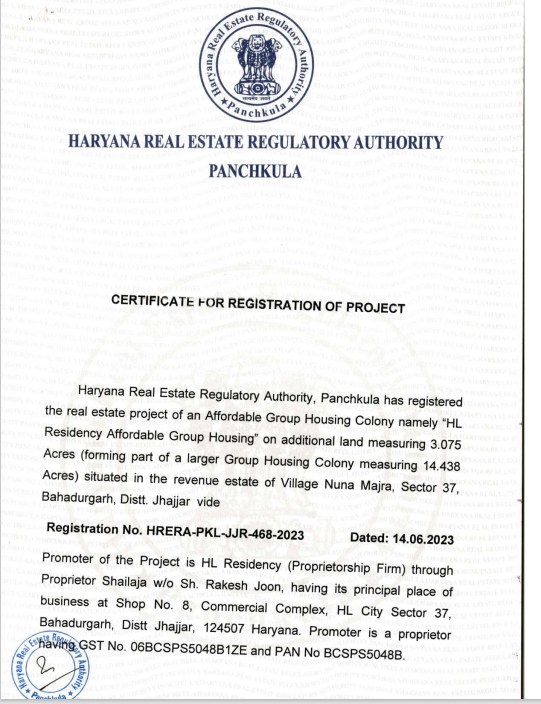 Haryana Real Estate Regulatory Authority
सत्यमेव जयते
★ Panchkula ★
HARYANA REAL ESTATE REGULATORY AUTHORITY
PANCHKULA
CERTIFICATE FOR REGISTRATION OF PROJECT
Haryana Real Estate Regulatory Authority, Panchkula has registered
the real estate project of an Affordable Group Housing Colony namely “HL
Residency Affordable Group Housing” on additional land measuring 3.075
Acres (forming part of a larger Group Housing Colony measuring 14.438
Acres) situated in the revenue estate of Village Nuna Majra, Sector 37,
Bahadurgarh, Distt. Jhajjar vide
Registration No. HRERA-PKL-JJR-468-2023 Dated: 14.06.2023
Promoter of the Project is HL Residency (Proprietorship Firm) through
Proprietor Shailaja w/o Sh. Rakesh Joon, having its principal place of
business at Shop No. 8, Commercial Complex, HL City Sector 37,
Bahadurgarh, Distt Jhajjar, 124507 Haryana. Promoter is a proprietor
having GST No. 06BCSPS5048B1ZE and PAN No BCSPS5048B.
Haryana Real Estate Regulatory Authority
★ Panchkula ★